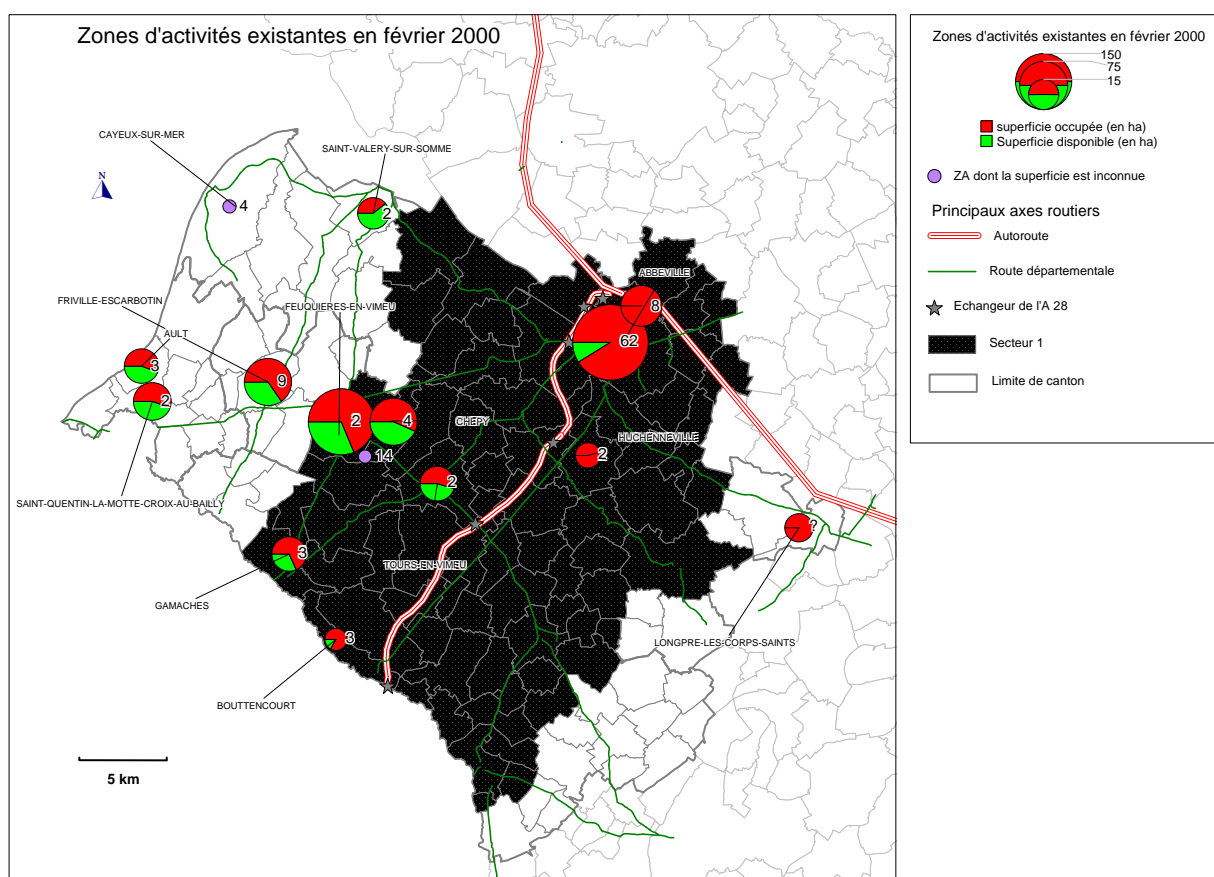 Zones d'activités existantes en février 2000
CAYEUX-SUR-MER
SAINT-VALERY-SUR-SOMME
N
4
2
ABBEVILLE
FRIVILLE-ESCARBOTIN
FEUQUIERES-EN-VIMEU
8
AULT
62
3
9
2
2
4
CHEPY
HUCHENNEVILLE
14
2
2
SAINT-QUENTIN-LA-MOTTE-CROIX-AU-BAILLY
?
3
TOURS-EN-VIMEU
GAMACHES
3
LONGPRE-LES-CORPS-SAINTS
BOUTTENCOURT
5 km
Zones d'activités existantes en février 2000
150
75
15
superficie occupée (en ha)
Superficie disponible (en ha)
ZA dont la superficie est inconnue
Principaux axes routiers
Autoroute
Route départementale
Echangeur de l'A 28
Secteur 1
Limite de canton